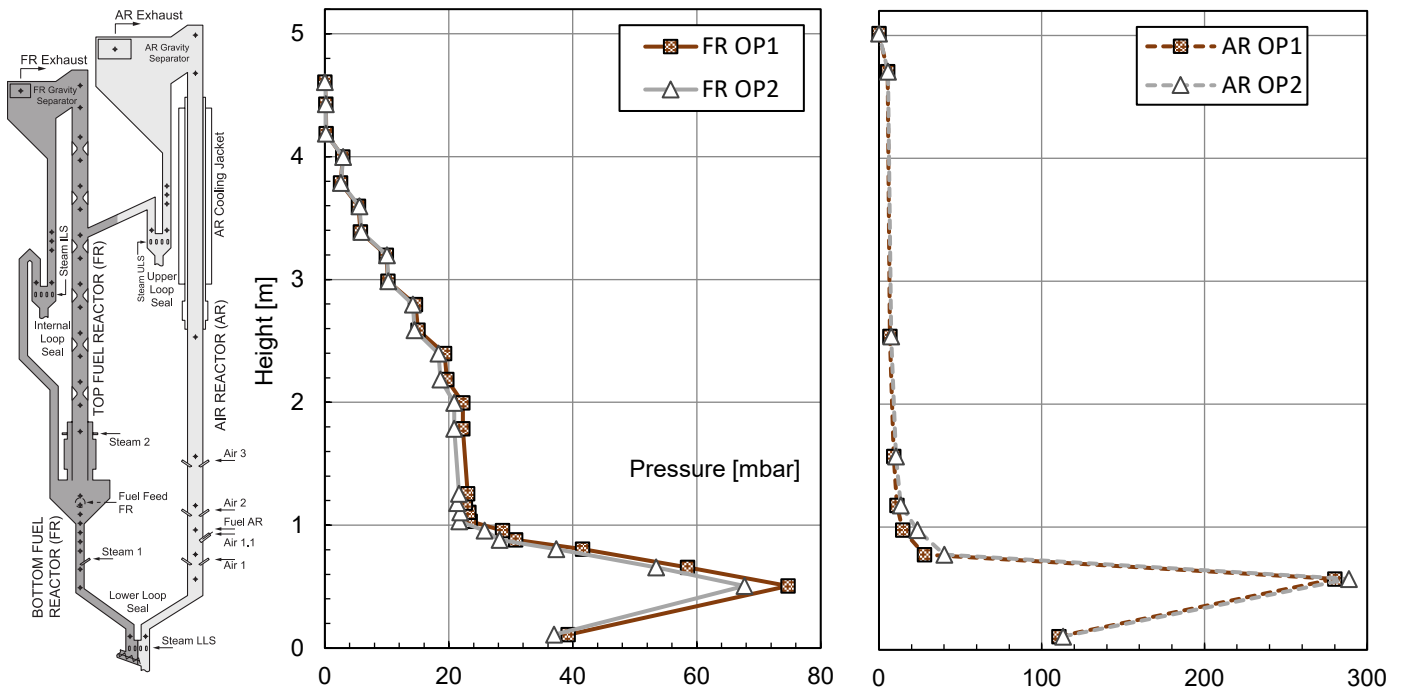 AR Exhaust
AR Gravity
Separator
FR Exhaust
FR Gravity
Separator
AR Cooling Jacket
Steam ILS
Steam ULS
Upper
Loop
Seal
Internal
Loop
Seal
TOP FUEL REACTOR (FR)
AIR REACTOR (AR)
Steam 2
Air 3
Fuel Feed
FR
Air 2
Fuel AR
Air 1.1
Steam 1
Air 1
BOTTOM FUEL
REACTOR (FR)
Lower Loop
Seal
Steam LLS
Height [m]
5
4
3
2
1
0
FR OP1
FR OP2
Pressure [mbar]
0 20 40 60 80
AR OP1
AR OP2
0 100 200 300